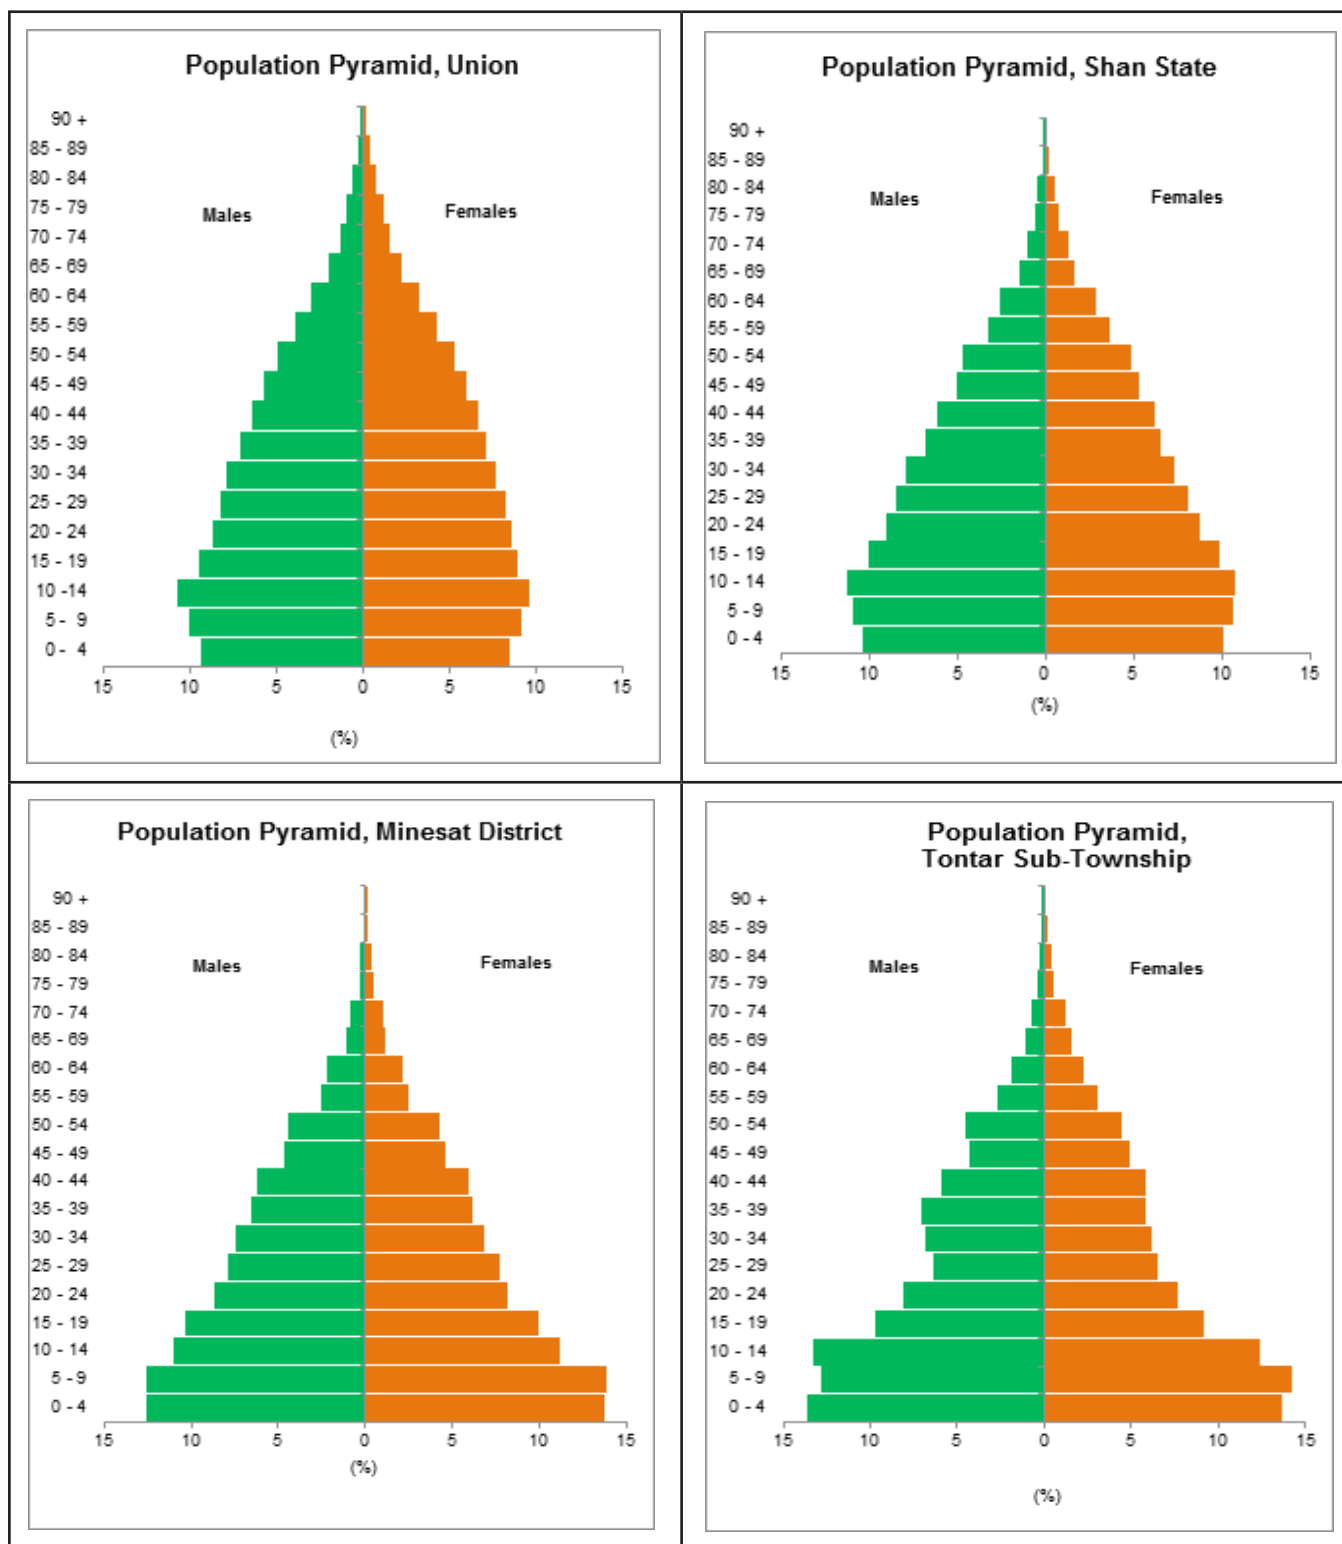 Population Pyramid, Union
90 +
85 - 89
80 - 84
75 - 79
70 - 74
65 - 69
60 - 64
55 - 59
50 - 54
45 - 49
40 - 44
35 - 39
30 - 34
25 - 29
20 - 24
15 - 19
10 -14
5 - 9
0 - 4
Males
Females
15 10 5 0 5 10 15
(%)
Population Pyramid, Shan State
90 +
85 - 89
80 - 84
75 - 79
70 - 74
65 - 69
60 - 64
55 - 59
50 - 54
45 - 49
40 - 44
35 - 39
30 - 34
25 - 29
20 - 24
15 - 19
10 - 14
5 - 9
0 - 4
Males
Females
15 10 5 0 5 10 15
(%)
Population Pyramid, Minesat District
90 +
85 - 89
80 - 84
75 - 79
70 - 74
65 - 69
60 - 64
55 - 59
50 - 54
45 - 49
40 - 44
35 - 39
30 - 34
25 - 29
20 - 24
15 - 19
10 - 14
5 - 9
0 - 4
Males
Females
15 10 5 0 5 10 15
(%)
Population Pyramid,
Tontar Sub-Township
90 +
85 - 89
80 - 84
75 - 79
70 - 74
65 - 69
60 - 64
55 - 59
50 - 54
45 - 49
40 - 44
35 - 39
30 - 34
25 - 29
20 - 24
15 - 19
10 - 14
5 - 9
0 - 4
Males
Females
15 10 5 0 5 10 15
(%)